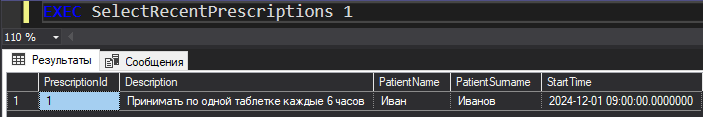 EXEC SelectRecentPrescriptions 1
110 %
Результаты Сообщения
PrescriptionId Description PatientName PatientSurname StartTime
1 1 Принимать по одной таблетке каждые 6 часов Иван Иванов 2024-12-01 09:00:00.0000000